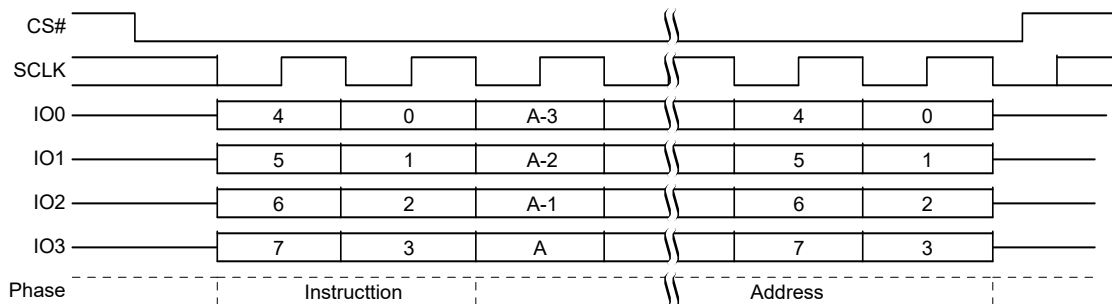 CS#
SCLK
IO0 4 0 A-3 4 0
IO1 5 1 A-2 5 1
IO2 6 2 A-1 6 2
IO3 7 3 A 7 3
Phase Instructtion Address